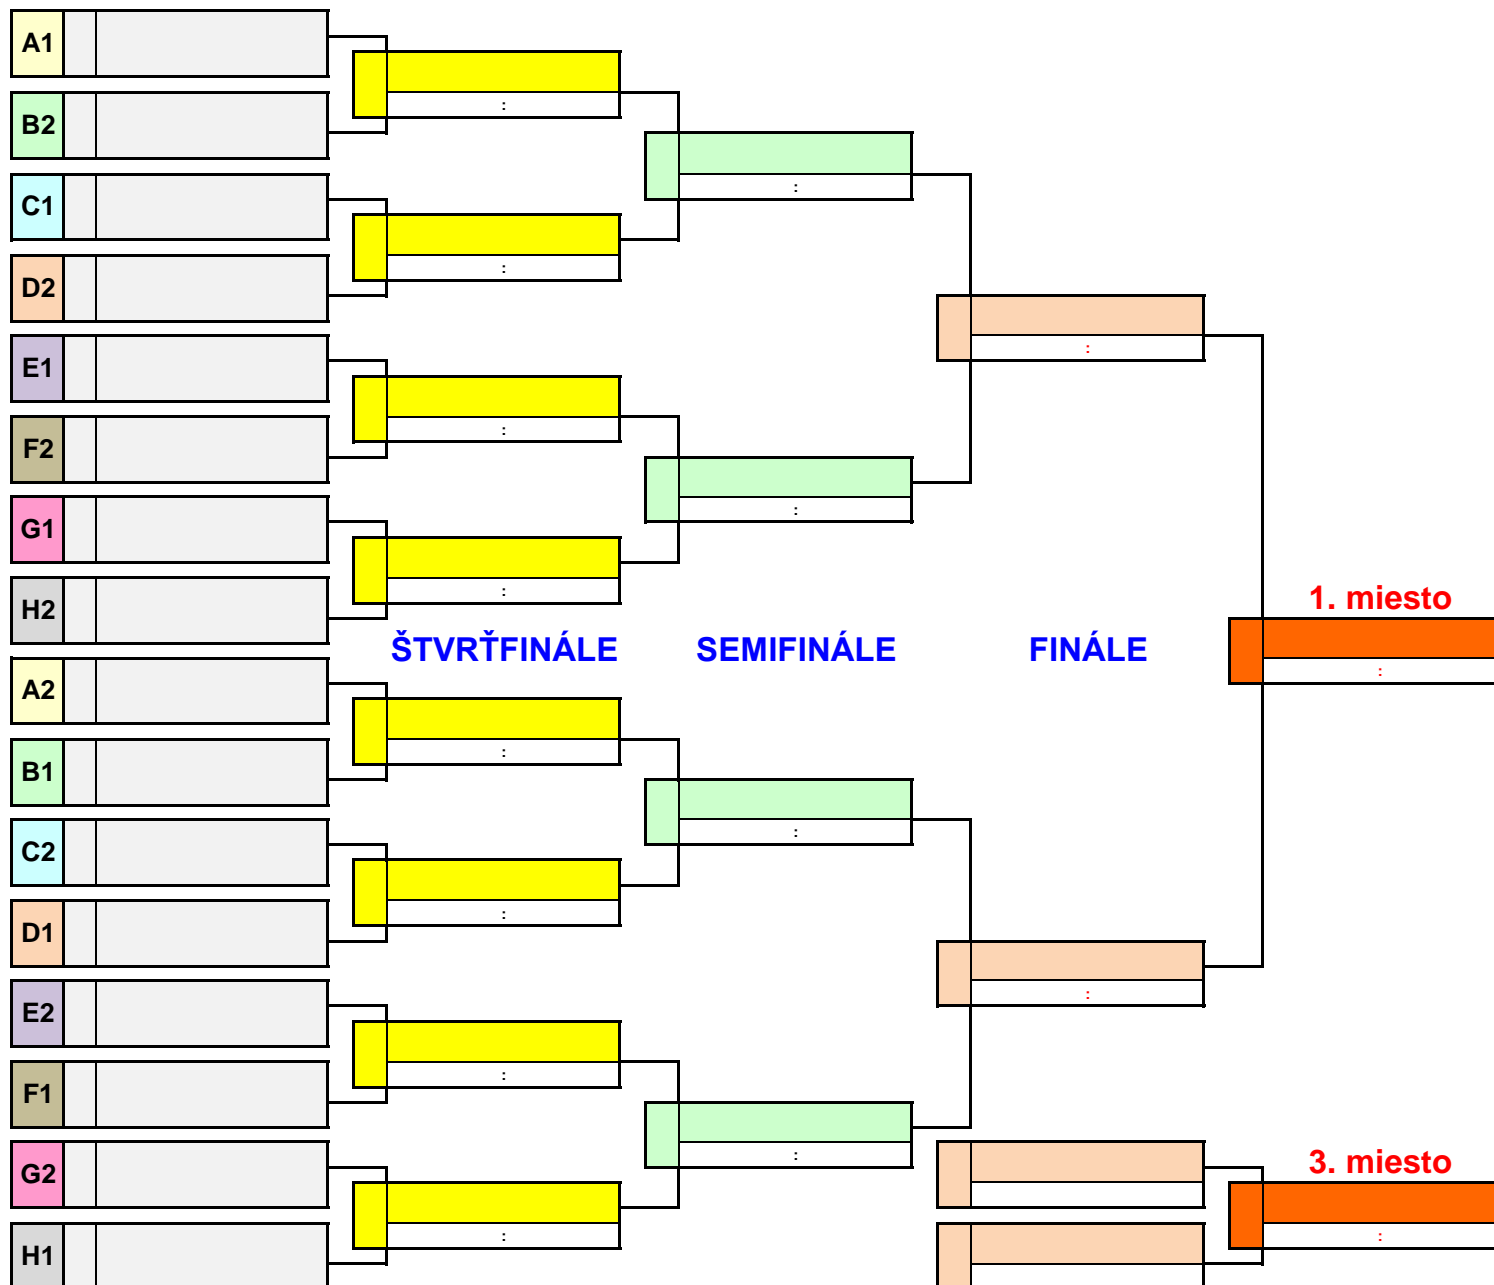 A1
:
B2
:
C1
:
D2
:
E1
:
F2
:
G1
:
H2
1. miesto
ŠTVRŤFINÁLE SEMIFINÁLE FINÁLE
:
A2
:
B1
:
C2
:
D1
:
E2
:
F1
:
G2
3. miesto
:
H1
: